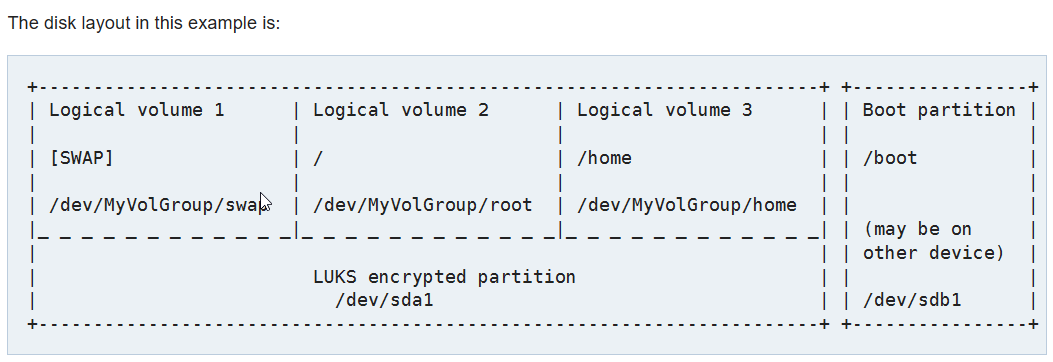 The disk layout in this example is:
+-----------------------------------------------------------------------+ +----------------+
| Logical volume 1      | Logical volume 2      | Logical volume 3      | | Boot partition |
|                       |                       |                       | |                |
| [SWAP]                | /                     | /home                 | | /boot          |
|                       |                       |                       | |                |
| /dev/MyVolGroup/swap  | /dev/MyVolGroup/root  | /dev/MyVolGroup/home  | |                |
|_ _ _ _ _ _ _ _ _ _ _ _|_ _ _ _ _ _ _ _ _ _ _ _|_ _ _ _ _ _ _ _ _ _ _ _| | (may be on     |
|                                                                       | | other device)  |
|                         LUKS encrypted partition                      | |                |
|                           /dev/sda1                                   | | /dev/sdb1      |
+-----------------------------------------------------------------------+ +----------------+